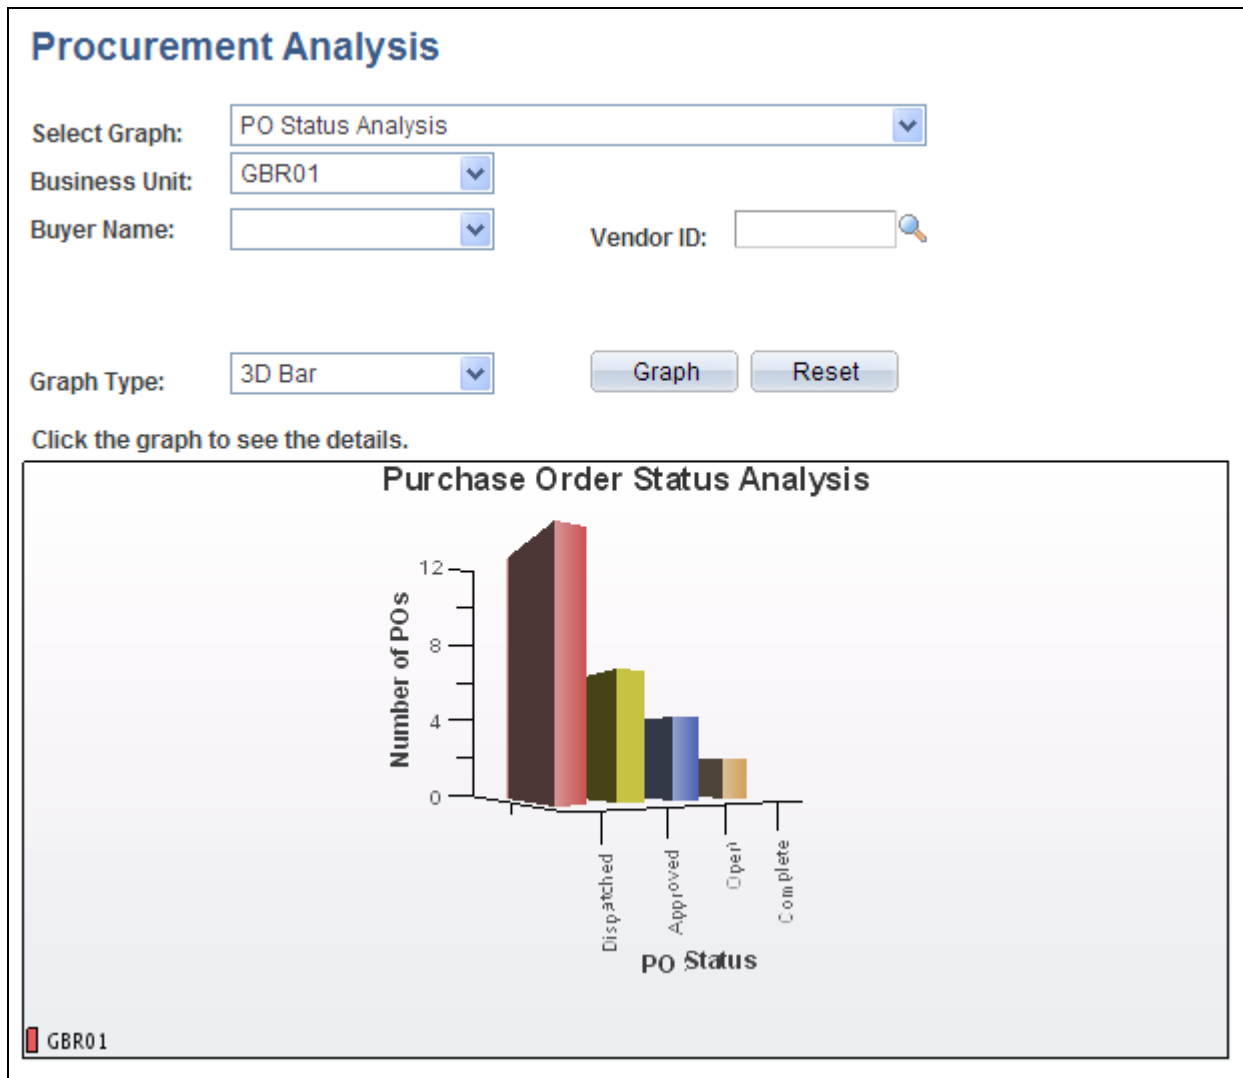 Procurement Analysis
Select Graph: PO Status Analysis
Business Unit: GBR01
Buyer Name: Vendor ID:
Graph Type: 3D Bar Graph Reset
Click the graph to see the details.
Purchase Order Status Analysis
12
8
4
0
Number of POs
Dispatched
Approved
Open
Complete
PO Status
GBR01